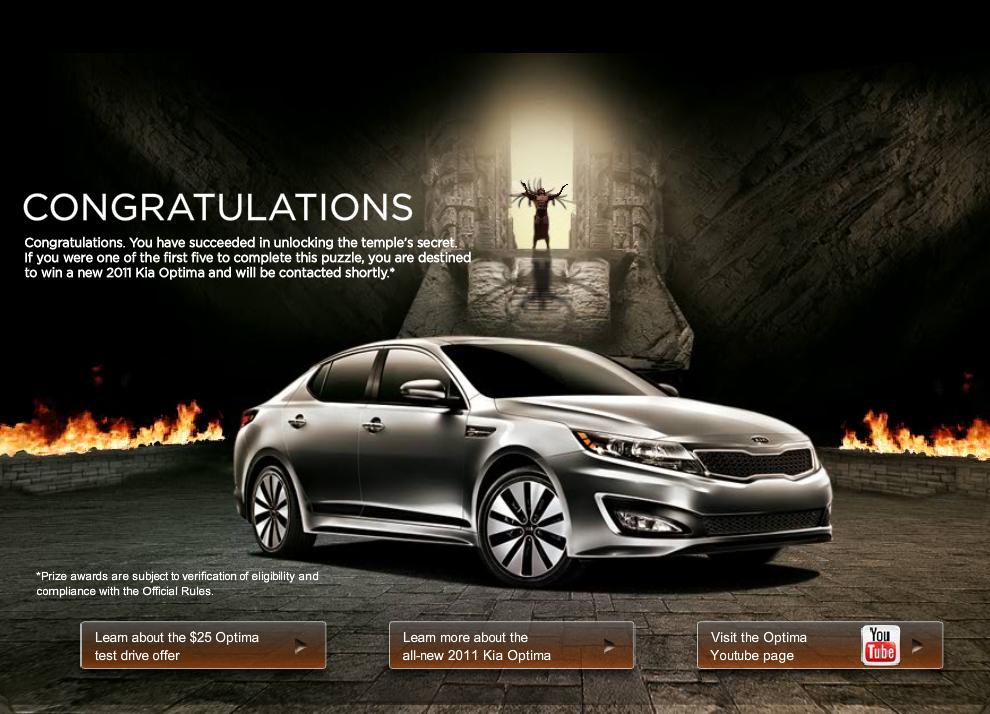 CONGRATULATIONS
Congratulations. You have succeeded in unlocking the temple's secret.
If you were one of the first five to complete this puzzle, you are destined
to win a new 2011 Kia Optima and will be contacted shortly.*
KIA
*Prize awards are subject to verification of eligibility and
compliance with the Official Rules.
Learn about the $25 Optima
test drive offer
Learn more about the
all-new 2011 Kia Optima
Visit the Optima
Youtube page
You
Tube